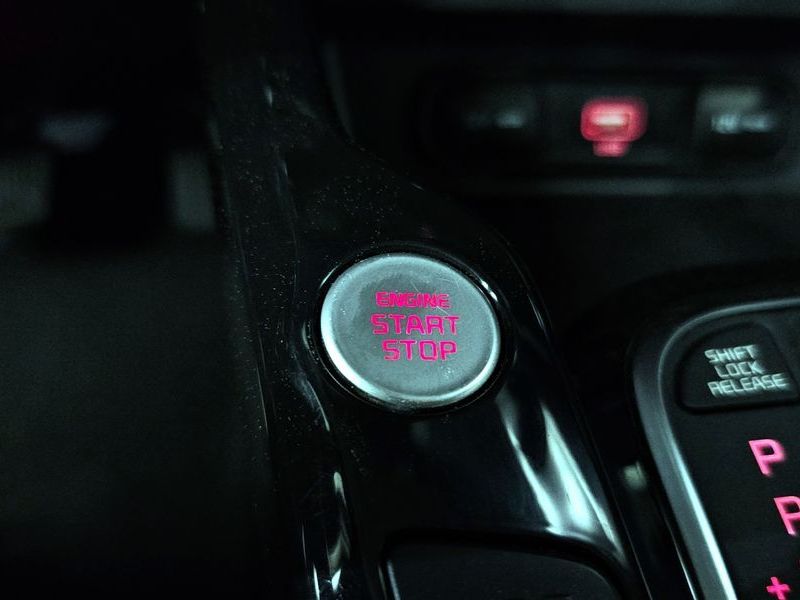 ENGINE
START
STOP
SHIFT
LOCK
RELEASE
P
R
+